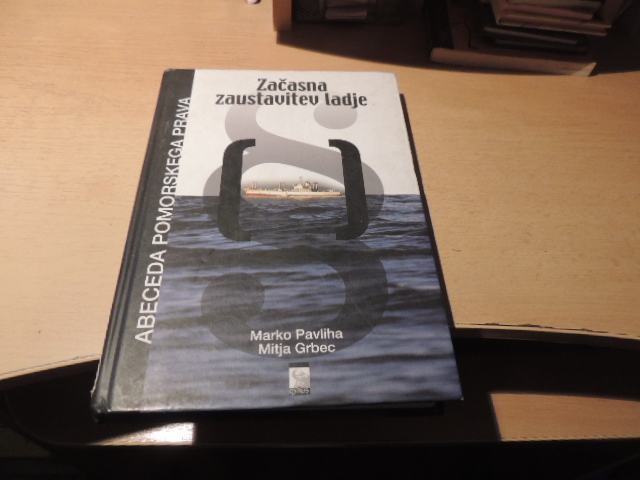 Začasna
zaustavitev ladje
ABECEDA POMORSKEGA PRAVA
Marko Pavliha
Mitja Grbec